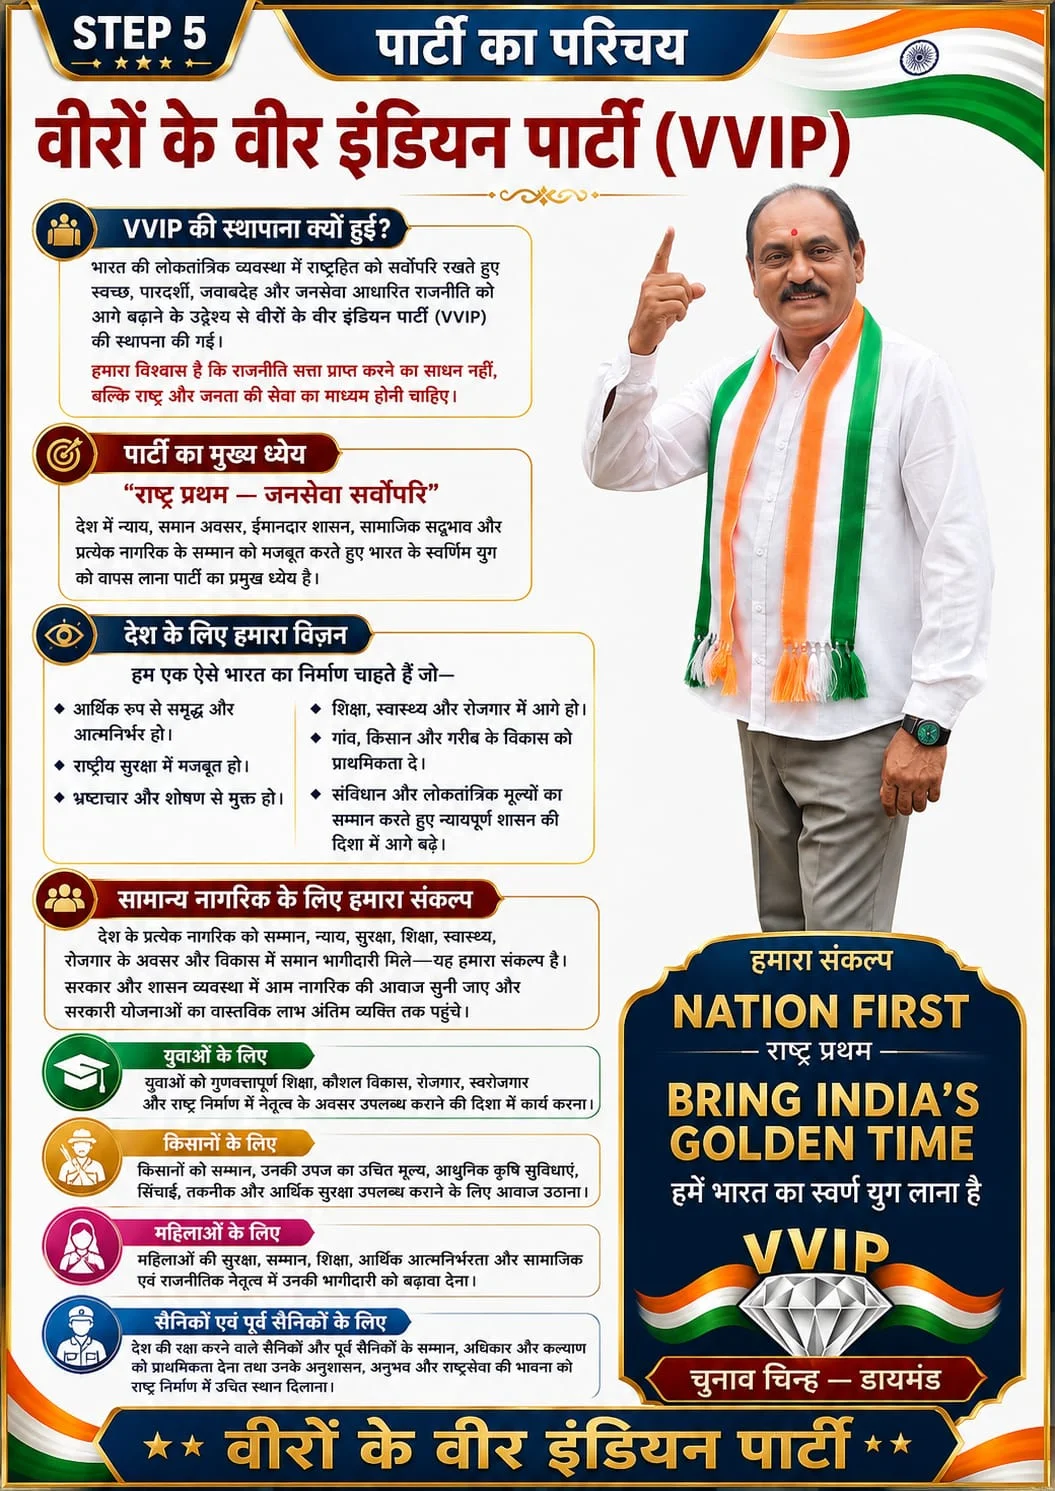 STEP 5
पार्टी का परिचय
वीरों के वीर इंडियन पार्टी (VVIP)
VVIP की स्थापाना क्यों हुई?
भारत की लोकतांत्रिक व्यवस्था में राष्ट्रहित को सर्वोपरि रखते हुए
स्वच्छ, पारदर्शी, जवाबदेह और जनसेवा आधारित राजनीति को
आगे बढ़ाने के उद्देश्य से वीरों के वीर इंडियन पार्टी (VVIP)
की स्थापना की गई।
हमारा विश्वास है कि राजनीति सत्ता प्राप्त करने का साधन नहीं,
बल्कि राष्ट्र और जनता की सेवा का माध्यम होनी चाहिए।
पार्टी का मुख्य ध्येय
“राष्ट्र प्रथम — जनसेवा सर्वोपरि”
देश में न्याय, समान अवसर, ईमानदार शासन, सामाजिक सद्भाव और
प्रत्येक नागरिक के सम्मान को मजबूत करते हुए भारत के स्वर्णिम युग
को वापस लाना पार्टी का प्रमुख ध्येय है।
देश के लिए हमारा विज़न
हम एक ऐसे भारत का निर्माण चाहते हैं जो—
◆ आर्थिक रुप से समृद्ध और
आत्मनिर्भर हो।
◆ राष्ट्रीय सुरक्षा में मजबूत हो।
◆ भ्रष्टाचार और शोषण से मुक्त हो।
◆ शिक्षा, स्वास्थ्य और रोजगार में आगे हो।
◆ गांव, किसान और गरीब के विकास को
प्राथमिकता दे।
◆ संविधान और लोकतांत्रिक मूल्यों का
सम्मान करते हुए न्यायपूर्ण शासन की
दिशा में आगे बढ़े।
सामान्य नागरिक के लिए हमारा संकल्प
देश के प्रत्येक नागरिक को सम्मान, न्याय, सुरक्षा, शिक्षा, स्वास्थ्य,
रोजगार के अवसर और विकास में समान भागीदारी मिले—यह हमारा संकल्प है।
सरकार और शासन व्यवस्था में आम नागरिक की आवाज सुनी जाए और
सरकारी योजनाओं का वास्तविक लाभ अंतिम व्यक्ति तक पहुंचे।
युवाओं के लिए
युवाओं को गुणवत्तापूर्ण शिक्षा, कौशल विकास, रोजगार, स्वरोजगार
और राष्ट्र निर्माण में नेतृत्व के अवसर उपलब्ध कराने की दिशा में कार्य करना।
किसानों के लिए
किसानों को सम्मान, उनकी उपज का उचित मूल्य, आधुनिक कृषि सुविधाएं,
सिंचाई, तकनीक और आर्थिक सुरक्षा उपलब्ध कराने के लिए आवाज उठाना।
महिलाओं के लिए
महिलाओं की सुरक्षा, सम्मान, शिक्षा, आर्थिक आत्मनिर्भरता और सामाजिक
एवं राजनीतिक नेतृत्व में उनकी भागीदारी को बढ़ावा देना।
सैनिकों एवं पूर्व सैनिकों के लिए
देश की रक्षा करने वाले सैनिकों और पूर्व सैनिकों के सम्मान, अधिकार और कल्याण
को प्राथमिकता देना तथा उनके अनुशासन, अनुभव और राष्ट्रसेवा की भावना को
राष्ट्र निर्माण में उचित स्थान दिलाना।
हमारा संकल्प
NATION FIRST
— राष्ट्र प्रथम —
BRING INDIA’S
GOLDEN TIME
हमें भारत का स्वर्ण युग लाना है
VVIP
चुनाव चिन्ह — डायमंड
वीरों के वीर इंडियन पार्टी